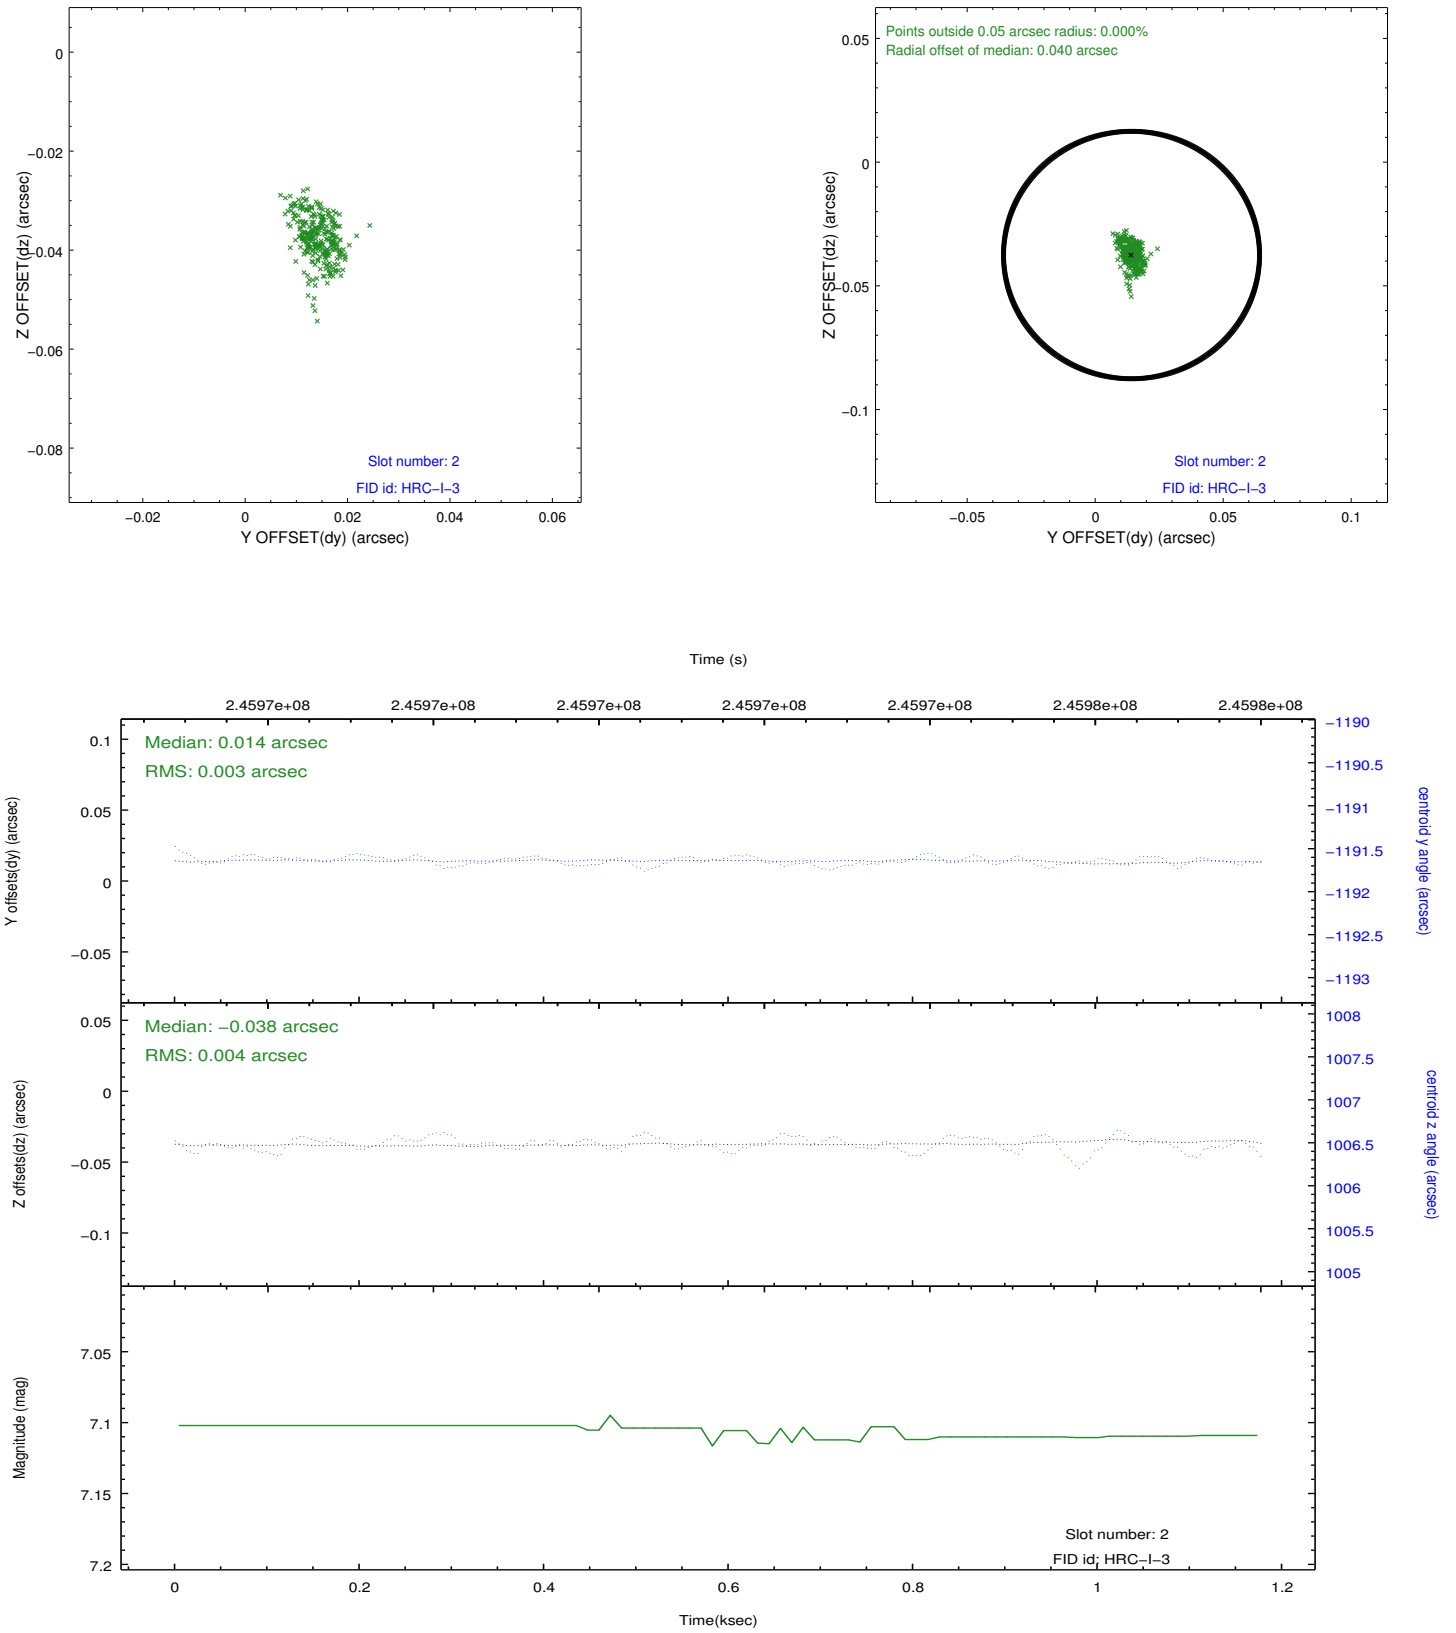 0
−0.02
−0.04
−0.06
−0.08
Z OFFSET(dz) (arcsec)
Slot number: 2
FID id: HRC−I−3
−0.02 0 0.02 0.04 0.06
Y OFFSET(dy) (arcsec)
Points outside 0.05 arcsec radius: 0.000%
Radial offset of median: 0.040 arcsec
0.05
0
−0.05
−0.1
Z OFFSET(dz) (arcsec)
Slot number: 2
FID id: HRC−I−3
−0.05 0 0.05 0.1
Y OFFSET(dy) (arcsec)
Time (s)
2.4597e+08 2.4597e+08 2.4597e+08 2.4597e+08 2.4597e+08 2.4598e+08 2.4598e+08
Median: 0.014 arcsec
RMS: 0.003 arcsec
0.1
0.05
0
−0.05
Y offsets(dy) (arcsec)
−1190
−1190.5
−1191
−1191.5
−1192
−1192.5
−1193
centroid y angle (arcsec)
Median: −0.038 arcsec
RMS: 0.004 arcsec
0.05
0
−0.05
−0.1
Z offsets(dz) (arcsec)
1008
1007.5
1007
1006.5
1006
1005.5
1005
centroid z angle (arcsec)
7.05
7.1
7.15
7.2
Magnitude (mag)
Slot number: 2
FID id: HRC−I−3
0 0.2 0.4 0.6 0.8 1 1.2
Time(ksec)